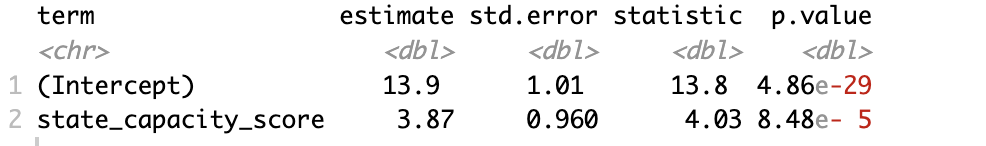 term estimate std.error statistic p.value
<chr> <dbl> <dbl> <dbl> <dbl>
1 (Intercept) 13.9 1.01 13.8 4.86e-29
2 state_capacity_score 3.87 0.960 4.03 8.48e- 5